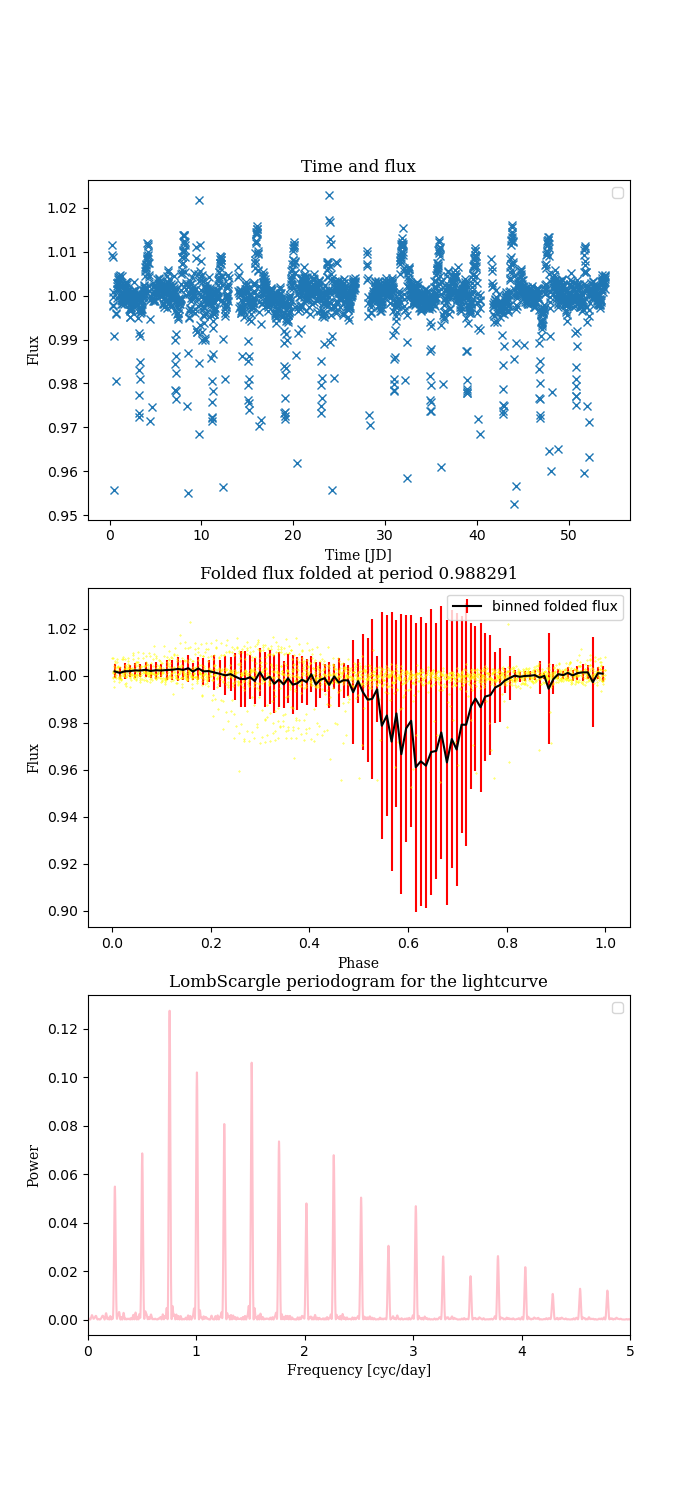 Time and flux
1.02
1.01
1.00
0.99
0.98
0.97
0.96
0.95
Flux
0 10 20 30 40 50
Time [JD]
Folded flux folded at period 0.988291
binned folded flux
1.02
1.00
0.98
0.96
0.94
0.92
0.90
Flux
0.0 0.2 0.4 0.6 0.8 1.0
Phase
LombScargle periodogram for the lightcurve
0.12
0.10
0.08
0.06
0.04
0.02
0.00
Power
0 1 2 3 4 5
Frequency [cyc/day]